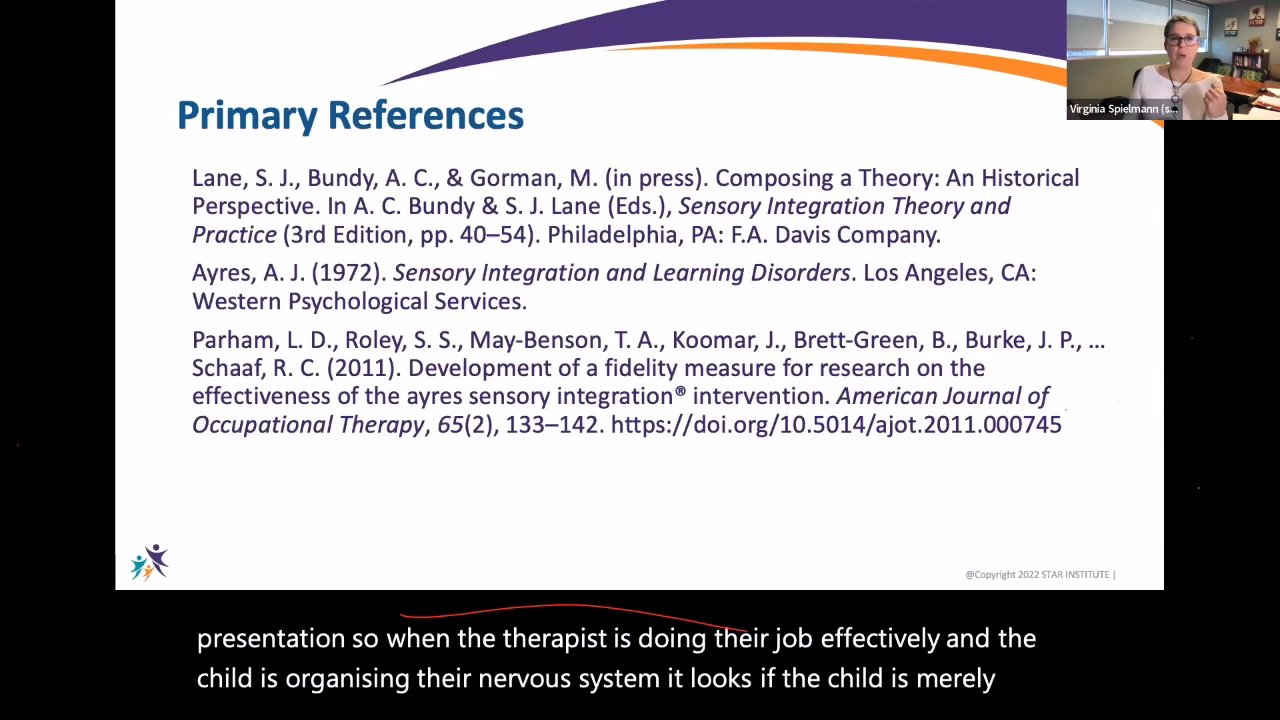 Primary References
Virginia Spielmann (s...
Lane, S. J., Bundy, A. C., & Gorman, M. (in press). Composing a Theory: An Historical
Perspective. In A. C. Bundy & S. J. Lane (Eds.), Sensory Integration Theory and
Practice (3rd Edition, pp. 40–54). Philadelphia, PA: F.A. Davis Company.
Ayres, A. J. (1972). Sensory Integration and Learning Disorders. Los Angeles, CA:
Western Psychological Services.
Parham, L. D., Roley, S. S., May-Benson, T. A., Koomar, J., Brett-Green, B., Burke, J. P., ...
Schaaf, R. C. (2011). Development of a fidelity measure for research on the
effectiveness of the ayres sensory integration® intervention. American Journal of
Occupational Therapy, 65(2), 133–142. https://doi.org/10.5014/ajot.2011.000745
@Copyright 2022 STAR INSTITUTE |
presentation so when the therapist is doing their job effectively and the
child is organising their nervous system it looks if the child is merely